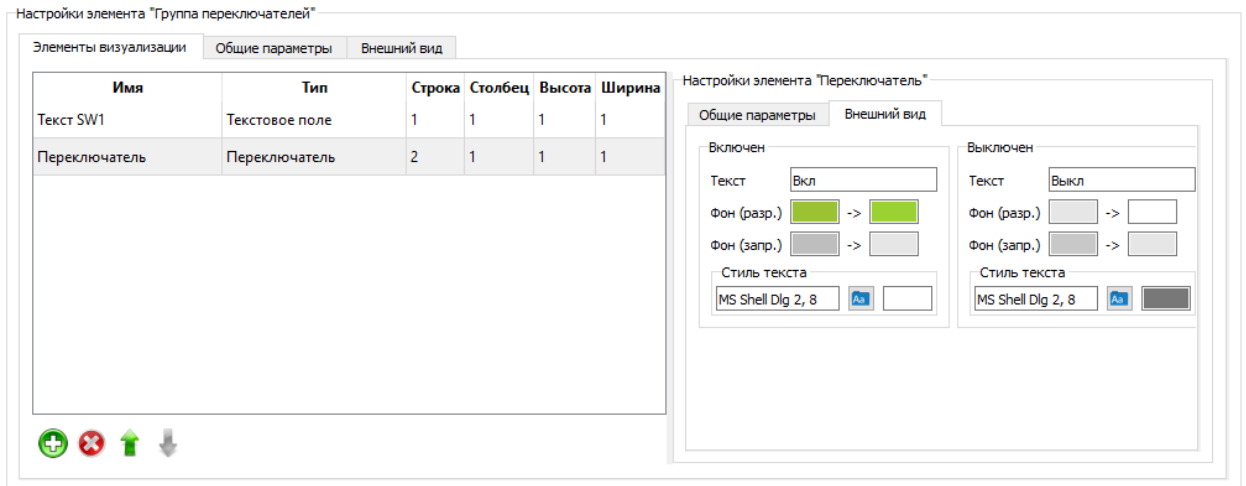 Настройки элемента "Группа переключателей"
Элементы визуализации Общие параметры Внешний вид
Имя Тип Строка Столбец Высота Ширина
Текст SW1 Текстовое поле 1 1 1 1
Переключатель Переключатель 2 1 1 1
Настройки элемента "Переключатель"
Общие параметры Внешний вид
Включен Выключен
Текст Вкл Текст Выкл
Фон (разр.) -> Фон (разр.) ->
Фон (запр.) -> Фон (запр.) ->
Стиль текста Стиль текста
MS Shell Dlg 2, 8 Aa MS Shell Dlg 2, 8 Aa